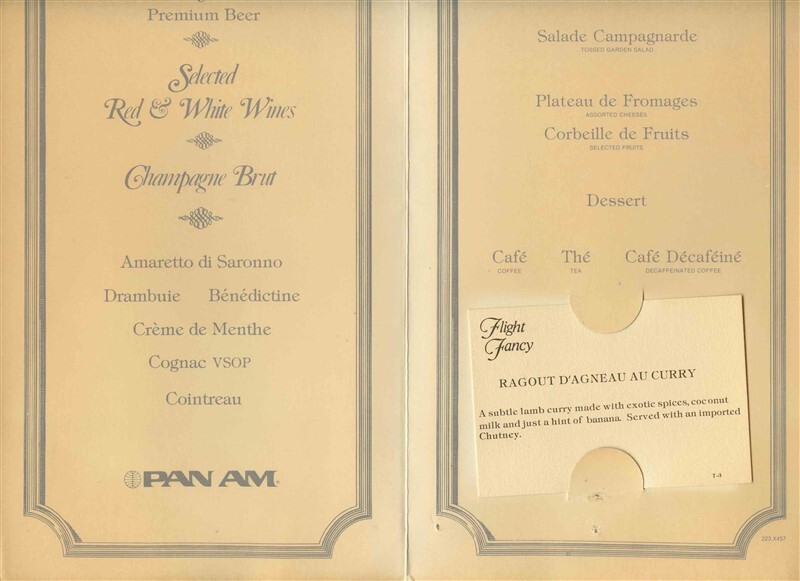 Premium Beer
Selected
Red & White Wines
Champagne Brut
Amaretto di Saronno
Drambuie Bénédictine
Crème de Menthe
Cognac VSOP
Cointreau
PAN AM
Salade Campagnarde
TOSSED GARDEN SALAD
Plateau de Fromages
ASSORTED CHEESES
Corbeille de Fruits
SELECTED FRUITS
Dessert
Café Thé Café Décaféiné
COFFEE TEA DECAFFEINATED COFFEE
Flight
Fancy
RAGOUT D'AGNEAU AU CURRY
A subtle lamb curry made with exotic spices, coconut
milk and just a hint of banana. Served with an imported
Chutney.
223.X457